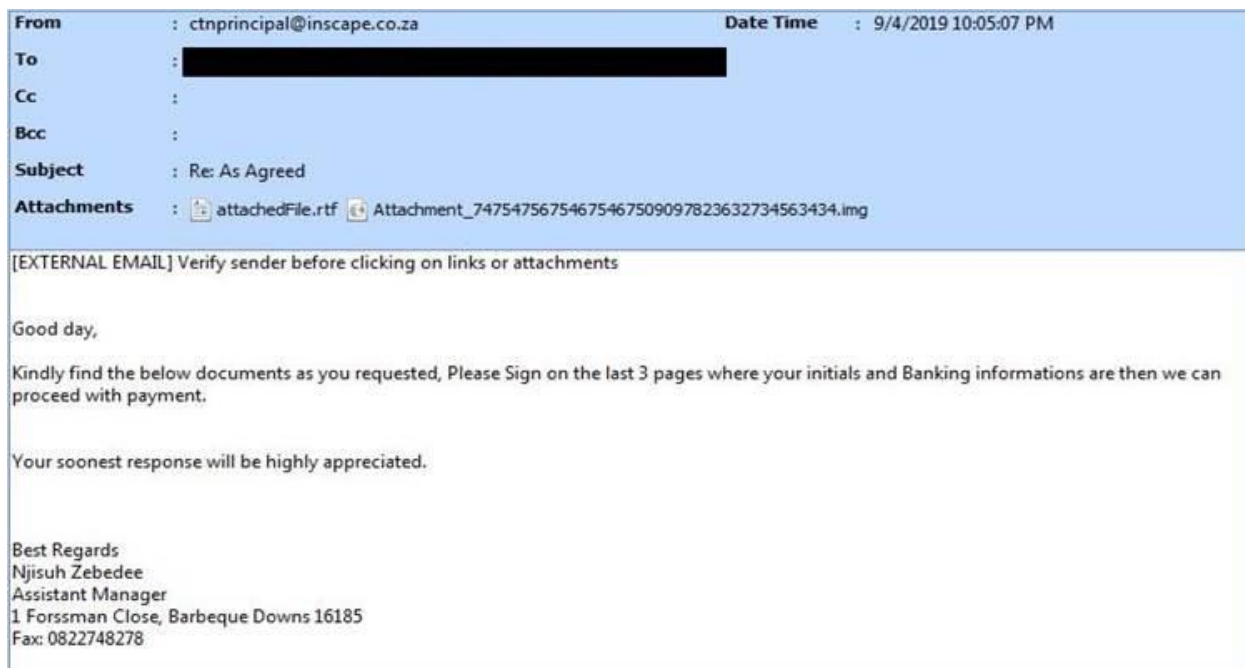 From : ctnprincipal@inscape.co.za Date Time : 9/4/2019 10:05:07 PM
To :
Cc :
Bcc :
Subject : Re: As Agreed
Attachments : attachedFile.rtf Attachment_74754756754675467509097823632734563434.img
[EXTERNAL EMAIL] Verify sender before clicking on links or attachments
Good day,
Kindly find the below documents as you requested, Please Sign on the last 3 pages where your initials and Banking informations are then we can
proceed with payment.
Your soonest response will be highly appreciated.
Best Regards
Njisuh Zebedee
Assistant Manager
1 Forssman Close, Barbeque Downs 16185
Fax: 0822748278